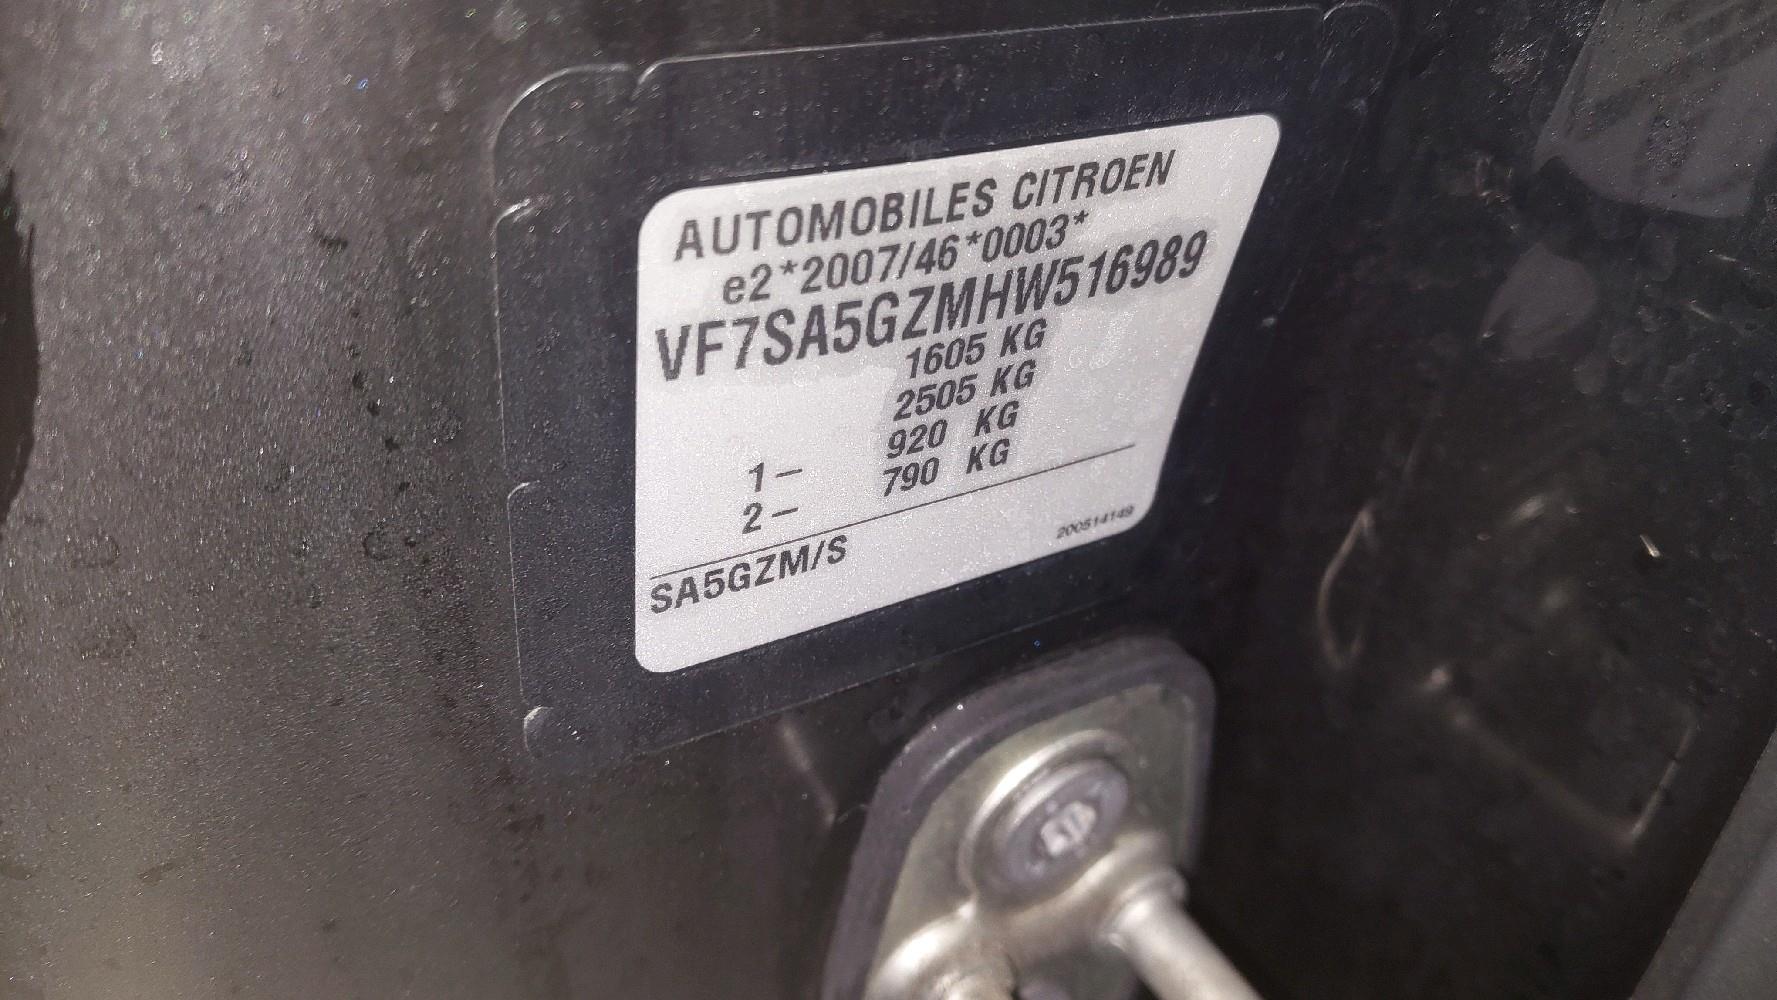 AUTOMOBILES CITROEN
e2*2007/46*0003*
VF7SA5GZMHW516989
1605 KG
2505 KG
1– 920 KG
2– 790 KG
SA5GZM/S
200514149